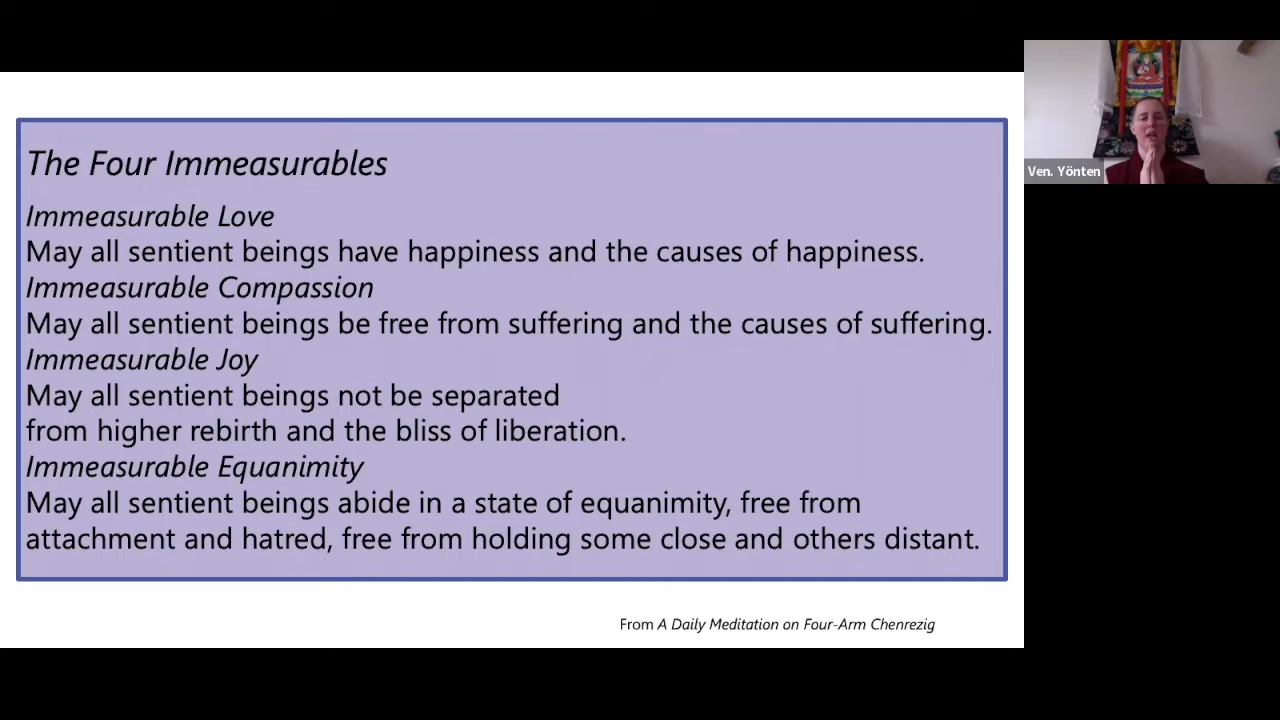 The Four Immeasurables
Immeasurable Love
May all sentient beings have happiness and the causes of happiness.
Immeasurable Compassion
May all sentient beings be free from suffering and the causes of suffering.
Immeasurable Joy
May all sentient beings not be separated
from higher rebirth and the bliss of liberation.
Immeasurable Equanimity
May all sentient beings abide in a state of equanimity, free from
attachment and hatred, free from holding some close and others distant.
From A Daily Meditation on Four-Arm Chenrezig
Ven. Yönten